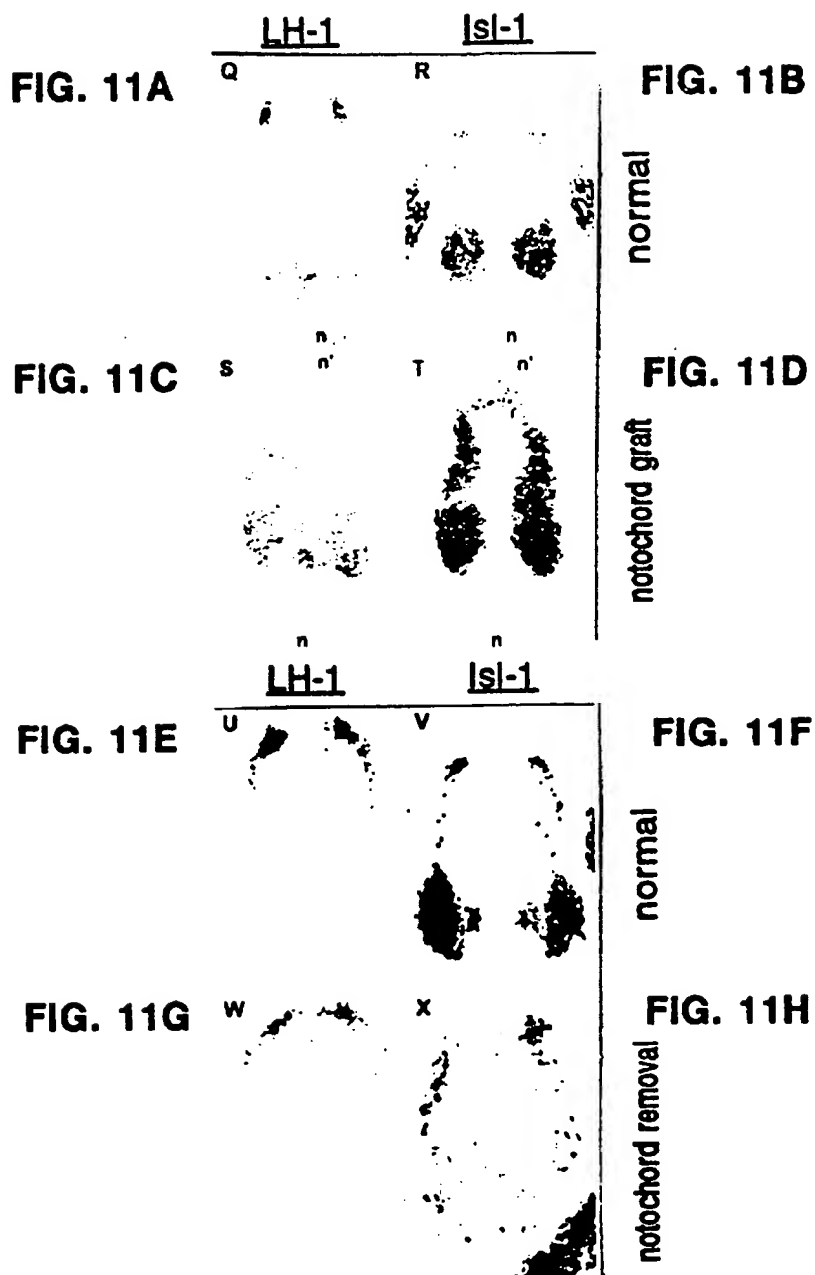 LH-1 Isl-1
FIG. 11A Q R FIG. 11B
normal
n n
FIG. 11C S n' T n' FIG. 11D
notochord graft
n n
LH-1 Isl-1
FIG. 11E U V FIG. 11F
normal
FIG. 11G W X FIG. 11H
notochord removal